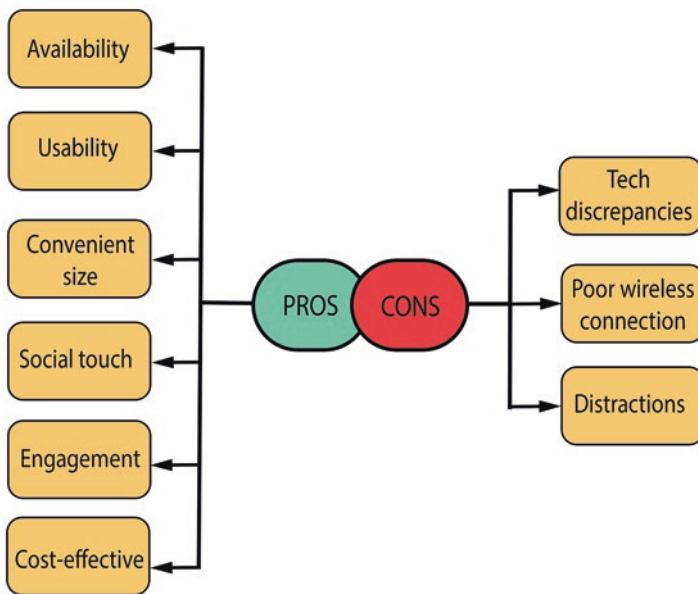 Availability
Usability
Convenient
size
Social touch
Engagement
Cost-effective
PROS
CONS
Tech
discrepancies
Poor wireless
connection
Distractions